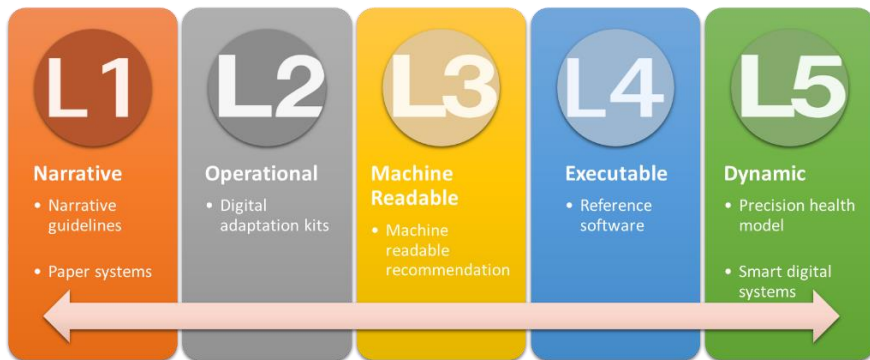 L1
Narrative
• Narrative
guidelines
• Paper systems
L2
Operational
• Digital
adaptation kits
L3
Machine
Readable
• Machine
readable
recommendation
L4
Executable
• Reference
software
L5
Dynamic
• Precision health
model
• Smart digital
systems